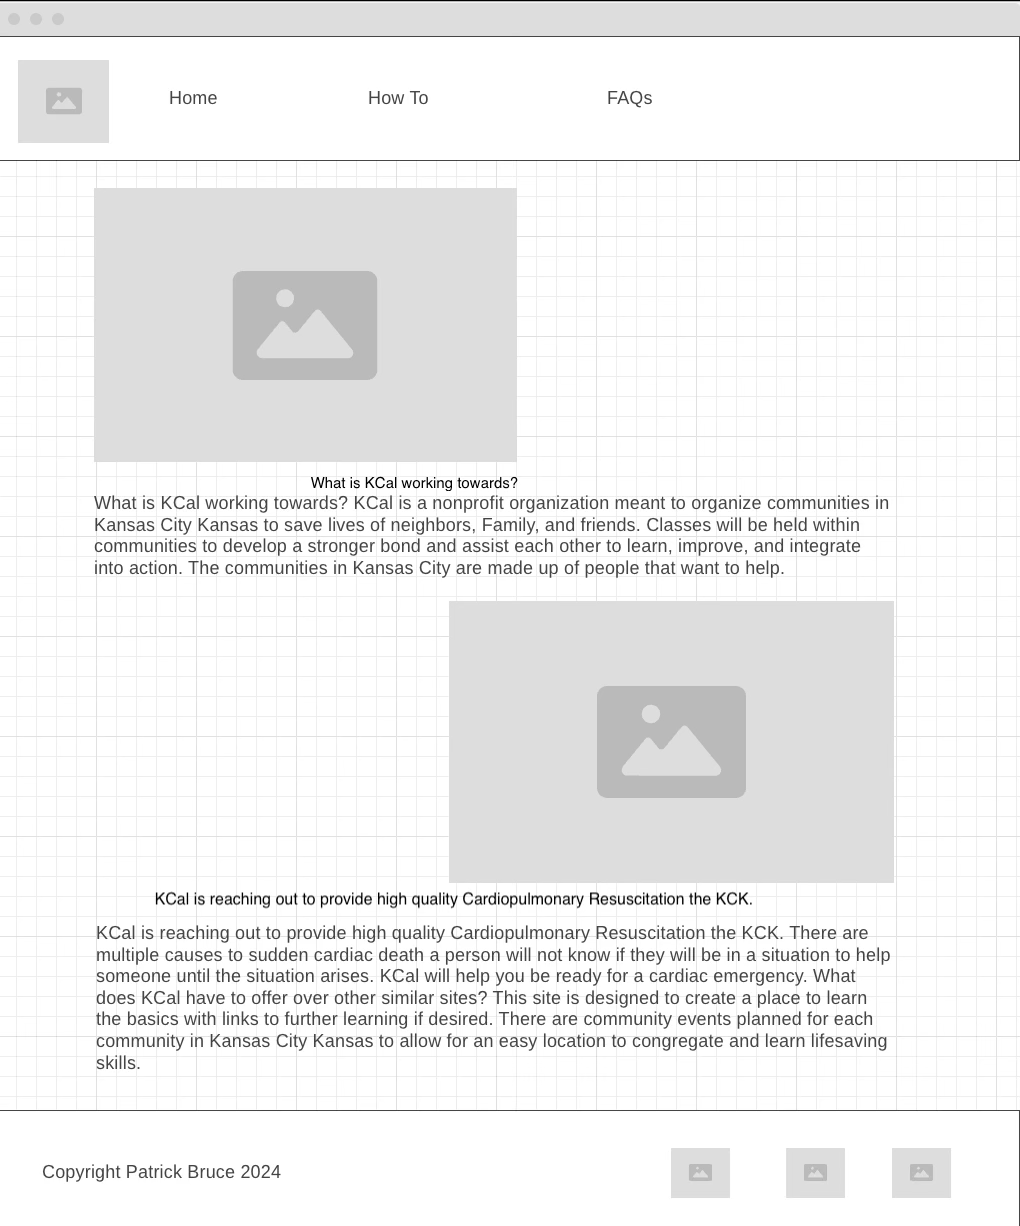 Home How To FAQs
What is KCal working towards?
What is KCal working towards? KCal is a nonprofit organization meant to organize communities in
Kansas City Kansas to save lives of neighbors, Family, and friends. Classes will be held within
communities to develop a stronger bond and assist each other to learn, improve, and integrate
into action. The communities in Kansas City are made up of people that want to help.
KCal is reaching out to provide high quality Cardiopulmonary Resuscitation the KCK.
KCal is reaching out to provide high quality Cardiopulmonary Resuscitation the KCK. There are
multiple causes to sudden cardiac death a person will not know if they will be in a situation to help
someone until the situation arises. KCal will help you be ready for a cardiac emergency. What
does KCal have to offer over other similar sites? This site is designed to create a place to learn
the basics with links to further learning if desired. There are community events planned for each
community in Kansas City Kansas to allow for an easy location to congregate and learn lifesaving
skills.
Copyright Patrick Bruce 2024